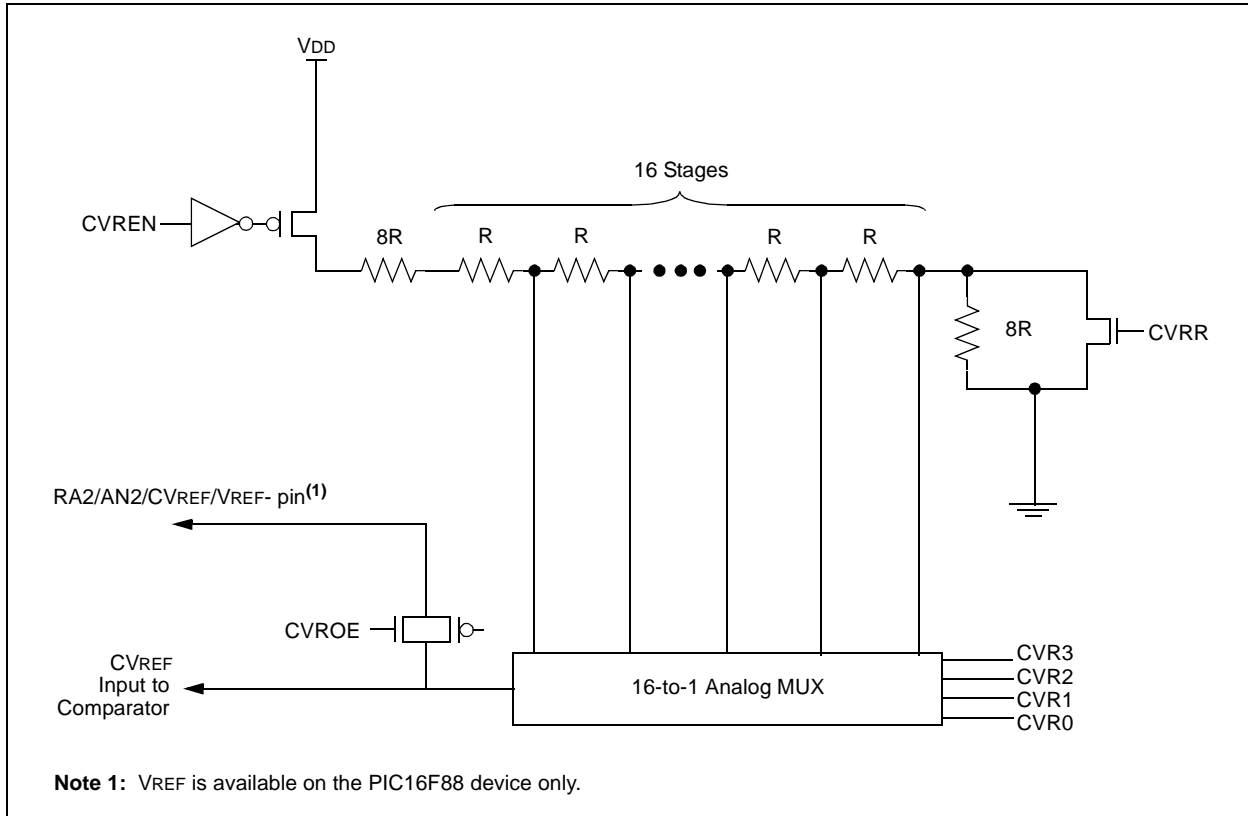 VDD
16 Stages
CVREN
8R
R
R
R
R
8R
CVRR
RA2/AN2/CVREF/VREF- pin(1)
CVROE
CVREF
Input to
Comparator
16-to-1 Analog MUX
CVR3
CVR2
CVR1
CVR0
Note 1: VREF is available on the PIC16F88 device only.